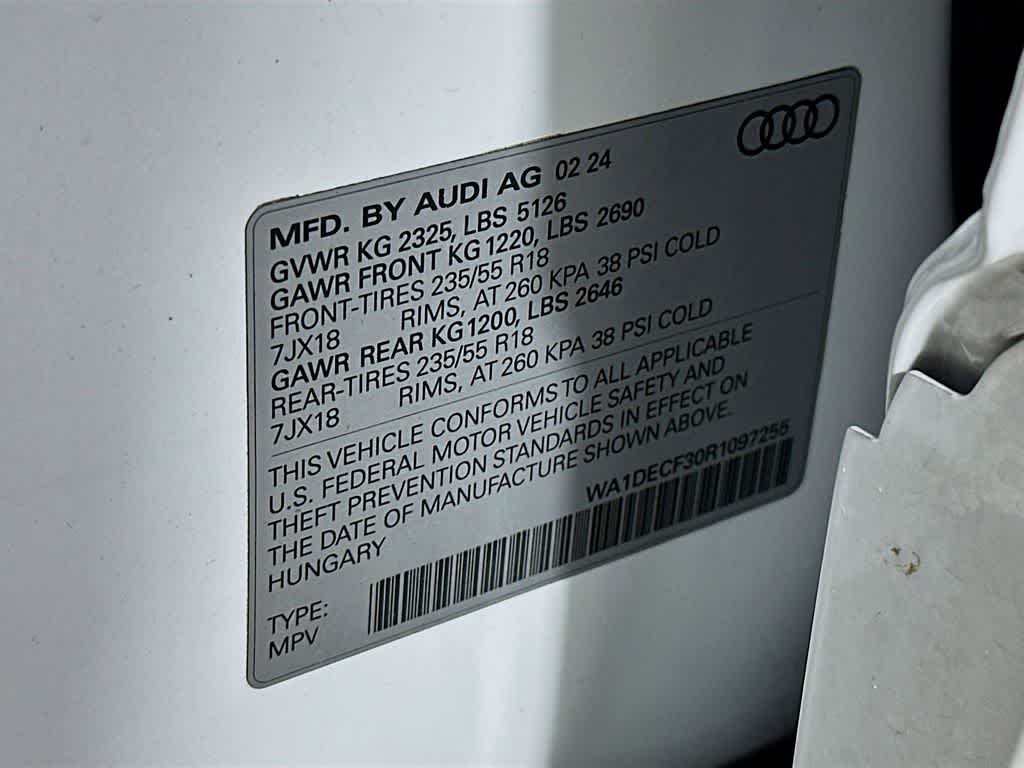 MFD. BY AUDI AG 02 24
GVWR KG 2325, LBS 5126
GAWR FRONT KG 1220, LBS 2690
FRONT-TIRES 235/55 R18
7JX18 RIMS, AT 260 KPA 38 PSI COLD
GAWR REAR KG 1200, LBS 2646
REAR-TIRES 235/55 R18
7JX18 RIMS, AT 260 KPA 38 PSI COLD
THIS VEHICLE CONFORMS TO ALL APPLICABLE
U.S. FEDERAL MOTOR VEHICLE SAFETY AND
THEFT PREVENTION STANDARDS IN EFFECT ON
THE DATE OF MANUFACTURE SHOWN ABOVE.
HUNGARY
WA1DECF30R1097255
TYPE:
MPV